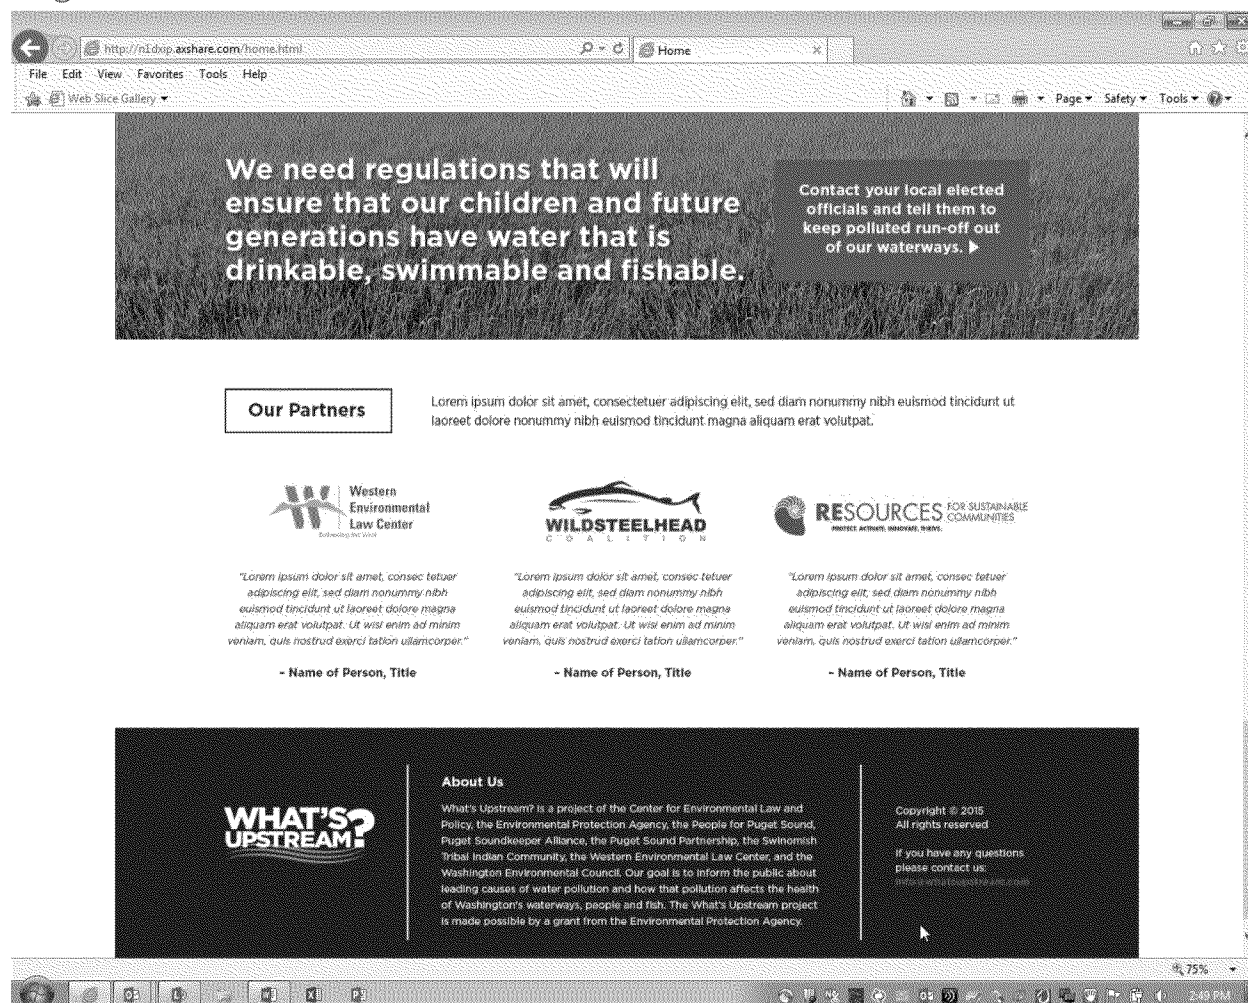 http://n1dxip.axshare.com/home.html
Home
File Edit View Favorites Tools Help
Web Slice Gallery
Page Safety Tools
We need regulations that will
ensure that our children and future
generations have water that is
drinkable, swimmable and fishable.
Contact your local elected
officials and tell them to
keep polluted run-off out
of our waterways.
Our Partners
Lorem ipsum dolor sit amet, consectetuer adipiscing elit, sed diam nonummy nibh euismod tincidunt ut
laoreet dolore nonummy nibh euismod tincidunt magna aliquam erat volutpat.
Western
Environmental
Law Center
Defending the West
WILDSTEELHEAD
COALITION
RESOURCES FOR SUSTAINABLE
COMMUNITIES
PROTECT. ACTIVATE. INNOVATE. THRIVE.
"Lorem ipsum dolor sit amet, consec tetuer
adipiscing elit, sed diam nonummy nibh
euismod tincidunt ut laoreet dolore magna
aliquam erat volutpat. Ut wisi enim ad minim
veniam, quis nostrud exerci tation ullamcorper."
– Name of Person, Title
"Lorem ipsum dolor sit amet, consec tetuer
adipiscing elit, sed diam nonummy nibh
euismod tincidunt ut laoreet dolore magna
aliquam erat volutpat. Ut wisi enim ad minim
veniam, quis nostrud exerci tation ullamcorper."
– Name of Person, Title
"Lorem ipsum dolor sit amet, consec tetuer
adipiscing elit, sed diam nonummy nibh
euismod tincidunt ut laoreet dolore magna
aliquam erat volutpat. Ut wisi enim ad minim
veniam, quis nostrud exerci tation ullamcorper."
– Name of Person, Title
WHAT'S
UPSTREAM?
About Us
What's Upstream? is a project of the Center for Environmental Law and
Policy, the Environmental Protection Agency, the People for Puget Sound,
Puget Soundkeeper Alliance, the Puget Sound Partnership, the Swinomish
Tribal Indian Community, the Western Environmental Law Center, and the
Washington Environmental Council. Our goal is to inform the public about
leading causes of water pollution and how that pollution affects the health
of Washington's waterways, people and fish. The What's Upstream project
is made possible by a grant from the Environmental Protection Agency.
Copyright © 2015
All rights reserved
If you have any questions
please contact us:
info@whatsupstream.com
75%
2:49 PM